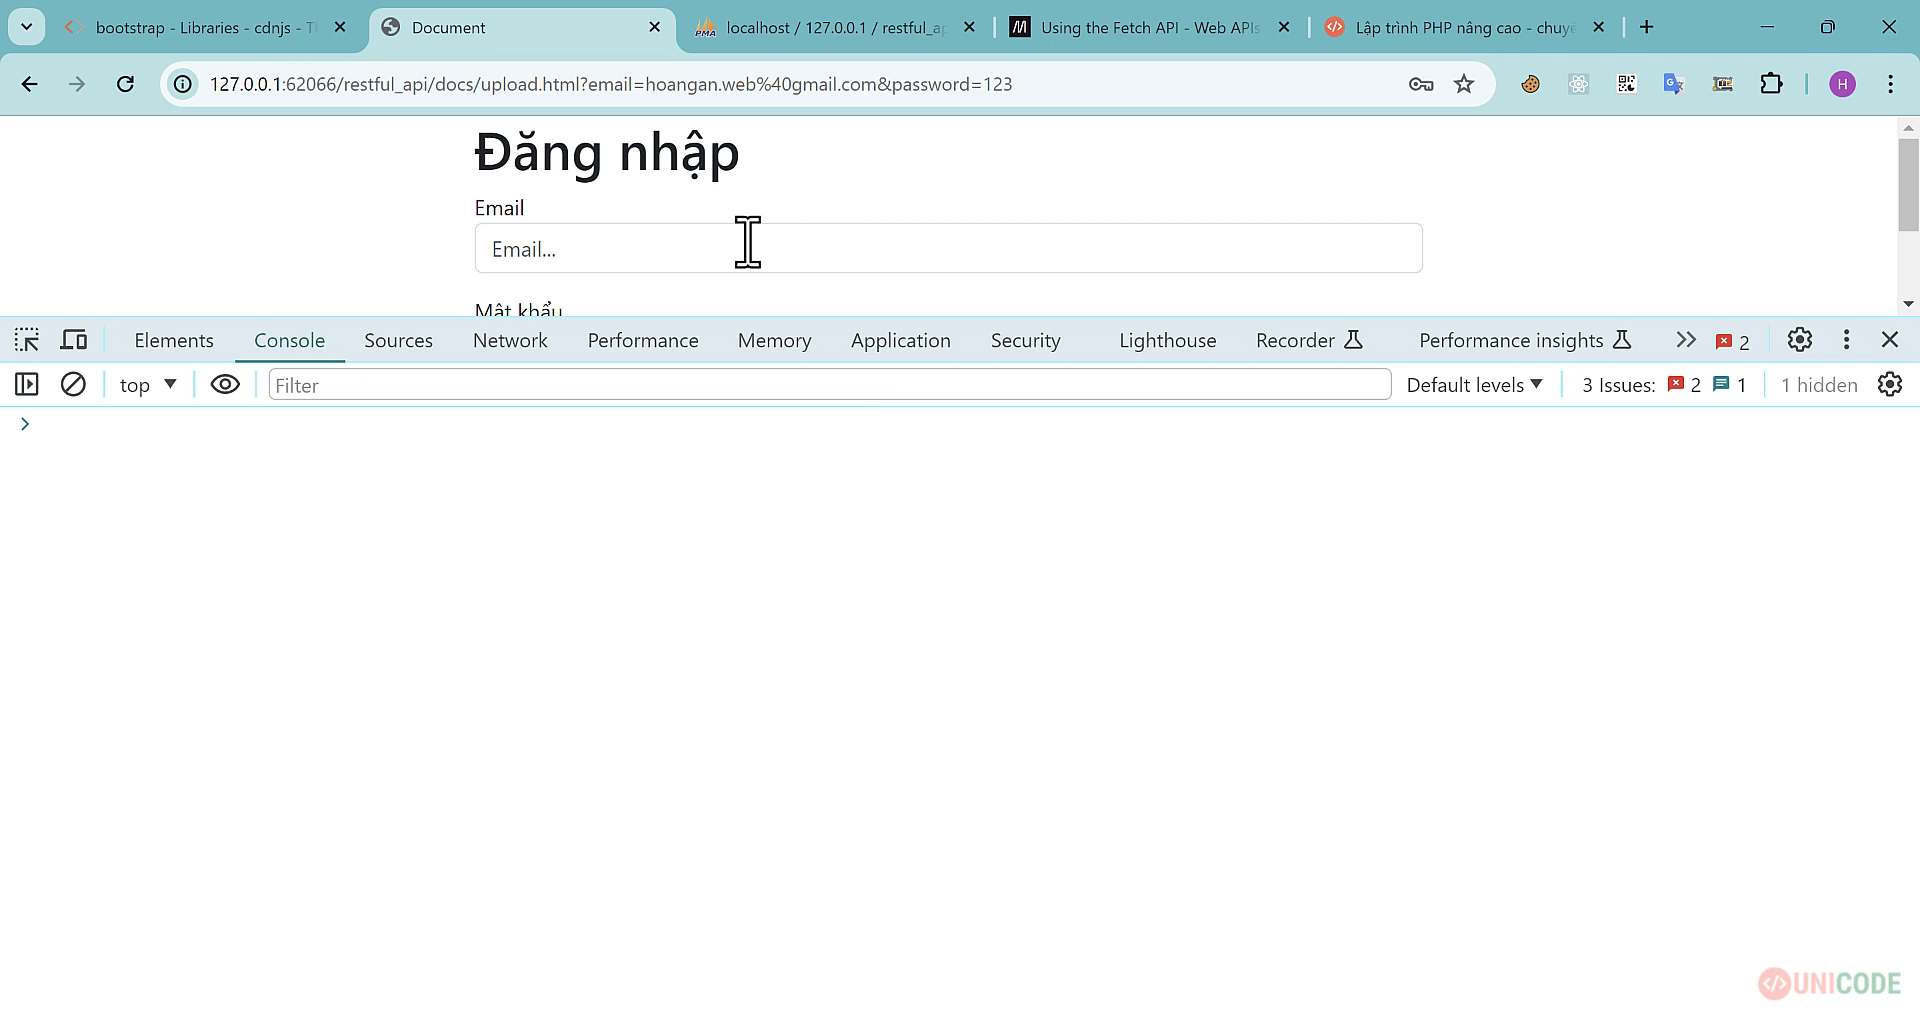 bootstrap - Libraries - cdnjs - T
Document
localhost / 127.0.0.1 / restful_ap
Using the Fetch API - Web APIs
Lập trình PHP nâng cao - chuyê
127.0.0.1:62066/restful_api/docs/upload.html?email=hoangan.web%40gmail.com&password=123
H
Đăng nhập
Email
Email...
Mật khẩu
Elements Console Sources Network Performance Memory Application Security Lighthouse Recorder Performance insights 2
top Filter Default levels 3 Issues: 2 1 1 hidden
UNICODE